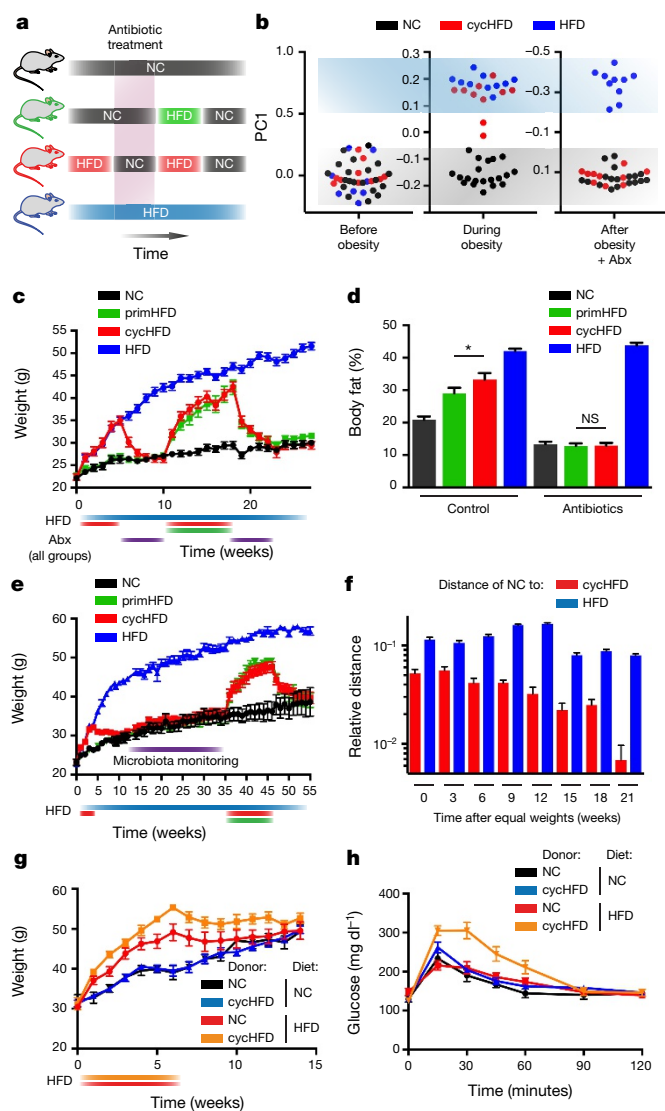 a
Antibiotic
treatment
NC
NC
HFD
NC
HFD
NC
HFD
NC
HFD
Time
b
NC
cycHFD
HFD
PC1
1.0
0.5
0.0
0.3
0.2
0.1
0.0
−0.1
−0.2
−0.5
−0.3
−0.1
0.1
Before
obesity
During
obesity
After
obesity
+ Abx
c
NC
primHFD
cycHFD
HFD
Weight (g)
55
50
45
40
35
30
25
20
0
10
20
HFD
Abx
(all groups)
Time (weeks)
d
NC
primHFD
cycHFD
HFD
Body fat (%)
50
40
30
20
10
0
*
NS
Control
Antibiotics
e
NC
primHFD
cycHFD
HFD
Weight (g)
60
50
40
30
20
Microbiota monitoring
0
5
10
15
20
25
30
35
40
45
50
55
HFD
Time (weeks)
f
Distance of NC to:
cycHFD
HFD
Relative distance
10−1
10−2
0
3
6
9
12
15
18
21
Time after equal weights (weeks)
g
Weight (g)
60
50
40
30
20
Donor:
Diet:
NC
cycHFD
NC
NC
cycHFD
HFD
0
5
10
15
HFD
Time (weeks)
h
Donor:
Diet:
NC
cycHFD
NC
NC
cycHFD
HFD
Glucose (mg dl−1)
400
300
200
100
0
0
30
60
90
120
Time (minutes)